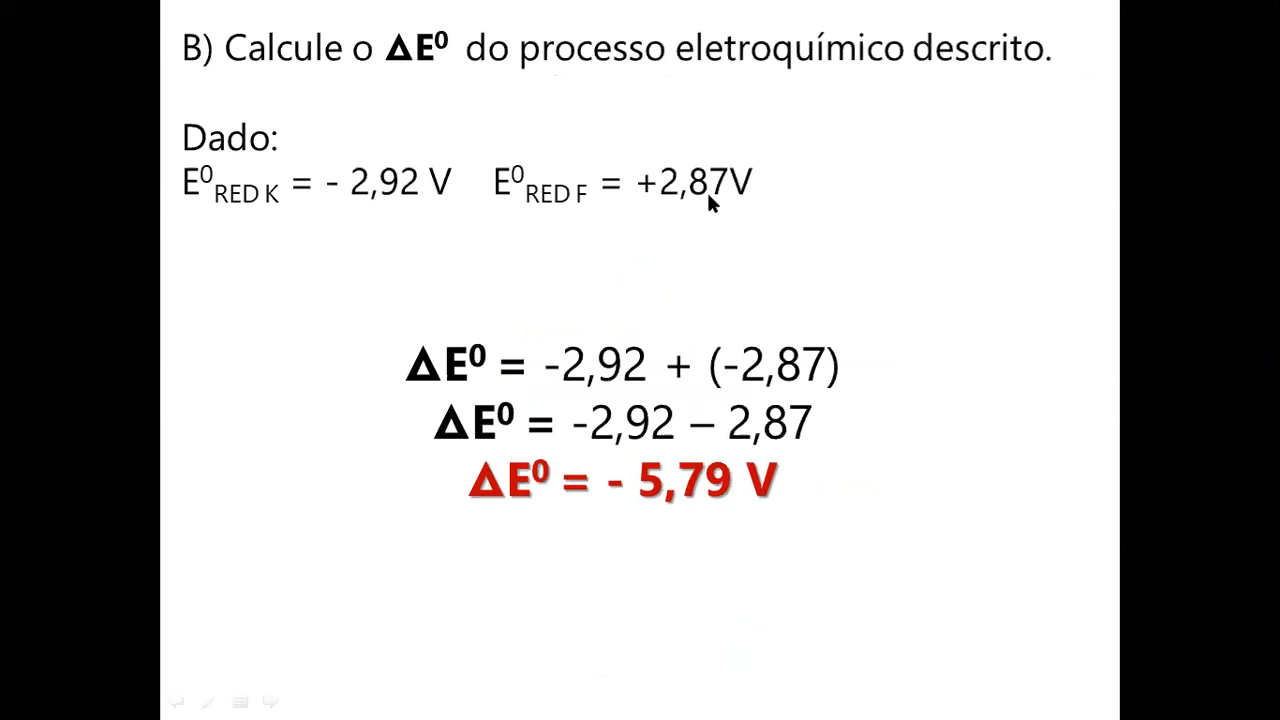 B) Calcule o ΔE⁰ do processo eletroquímico descrito.
Dado:
E⁰RED K = - 2,92 V E⁰RED F = +2,87V
ΔE⁰ = -2,92 + (-2,87)
ΔE⁰ = -2,92 – 2,87
ΔE⁰ = - 5,79 V